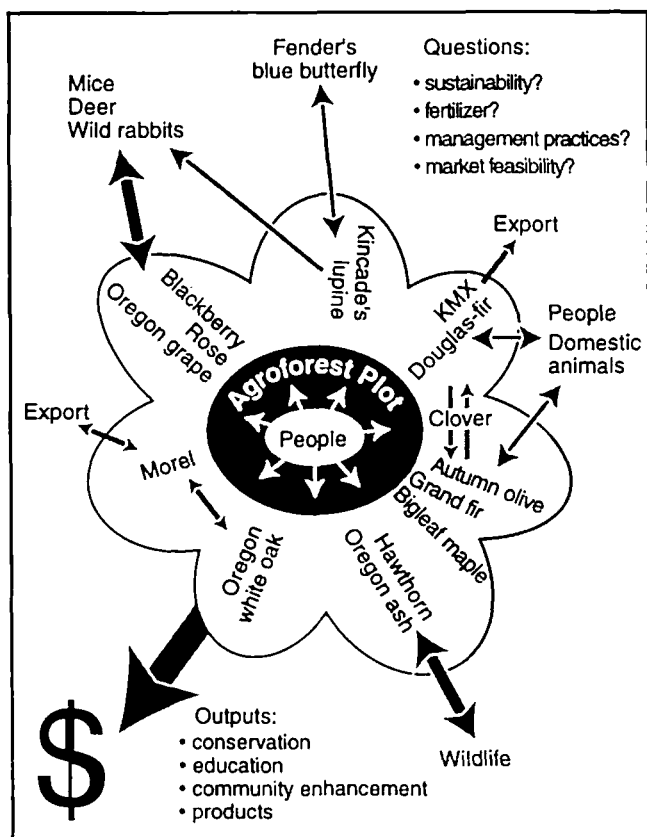 Fender's
blue butterfly
Questions:
• sustainability?
• fertilizer?
• management practices?
• market feasibility?
Mice
Deer
Wild rabbits
Kincade's
lupine
Export
KMX
Douglas-fir
People
Domestic
animals
Blackberry
Rose
Oregon grape
Agroforest Plot
People
Clover
Export
Morel
Autumn olive
Grand fir
Bigleaf maple
Oregon
white oak
Hawthorn
Oregon ash
Wildlife
$
Outputs:
• conservation
• education
• community enhancement
• products